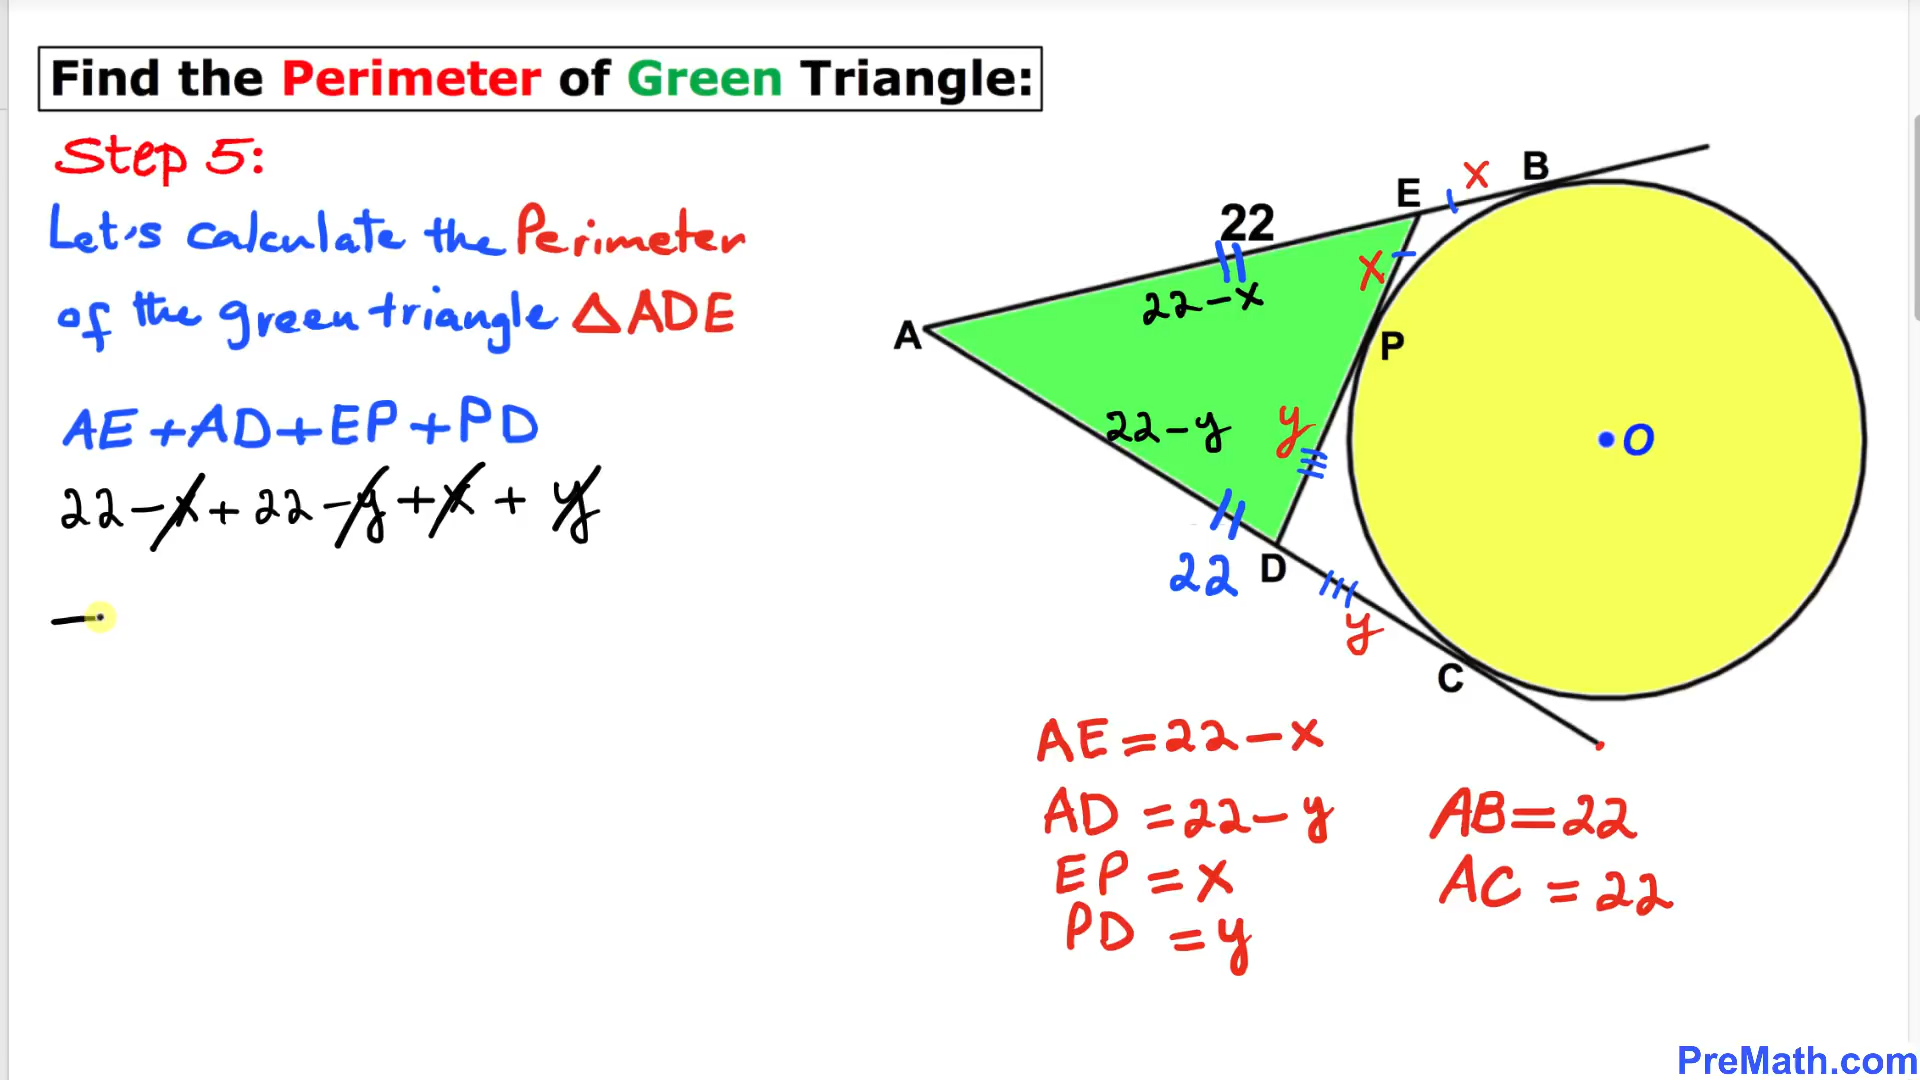 Find the Perimeter of Green Triangle:
Step 5:
Let's calculate the Perimeter
of the green triangle △ADE
AE+AD+EP+PD
22-x+22-y+x+y
A
22
E
x
B
22-x
x
P
22-y
y
O
22
D
y
C
AE=22-x
AD=22-y
EP=x
PD=y
AB=22
AC=22
PreMath.com